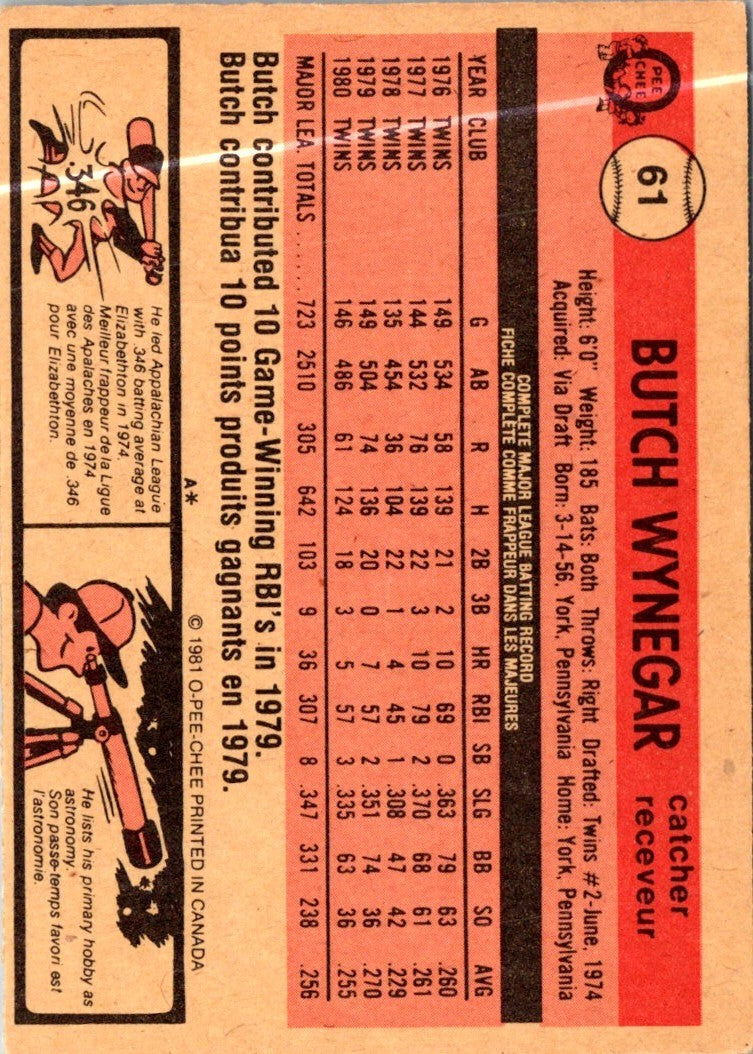 O PEE CHEE
61
BUTCH WYNEGAR
catcher
receveur
Height: 6'0" Weight: 185 Bats: Both Throws: Right Drafted: Twins #2-June, 1974
Acquired: Via Draft Born: 3-14-56, York, Pennsylvania Home: York, Pennsylvania
COMPLETE MAJOR LEAGUE BATTING RECORD
FICHE COMPLÈTE COMME FRAPPEUR DANS LES MAJEURES
YEAR CLUB G AB R H 2B 3B HR RBI SB SLG BB SO AVG
1976 TWINS 149 534 58 139 21 2 10 69 0 .363 79 63 .260
1977 TWINS 144 532 76 139 22 3 10 79 2 .370 68 61 .261
1978 TWINS 135 454 36 104 22 1 4 45 1 .308 47 42 .229
1979 TWINS 149 504 74 136 20 0 7 57 2 .351 74 36 .270
1980 TWINS 146 486 61 124 18 3 5 57 3 .335 63 36 .255
MAJOR LEA. TOTALS ...... 723 2510 305 642 103 9 36 307 8 .347 331 238 .256
Butch contributed 10 Game-Winning RBI's in 1979.
Butch contribua 10 points produits gagnants en 1979.
A* © 1981 O-PEE-CHEE PRINTED IN CANADA
.346
He led Appalachian League
with .346 batting average at
Elizabethton in 1974.
Meilleur frappeur de la Ligue
des Apalaches en 1974
avec une moyenne de .346
pour Elizabethton.
He lists his primary hobby as
astronomy.
Son passe-temps favori est
l'astronomie.